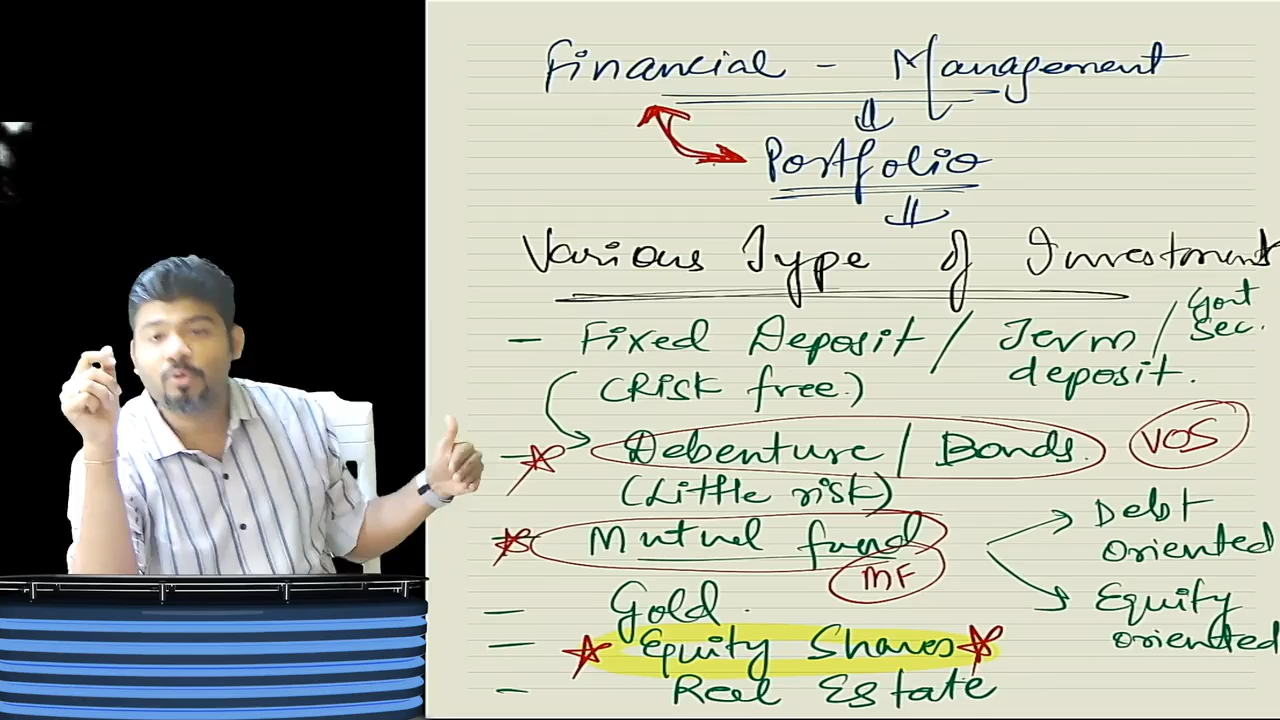 Financial - Management
Portfolio
Various Type of Investment
- Fixed Deposit / Term deposit. / Govt Sec.
(Risk free)
- Debenture / Bonds. VOS
(Little risk)
- Mutual fund
MF
Debt oriented
Equity oriented
- Gold.
- Equity Shares
- Real Estate